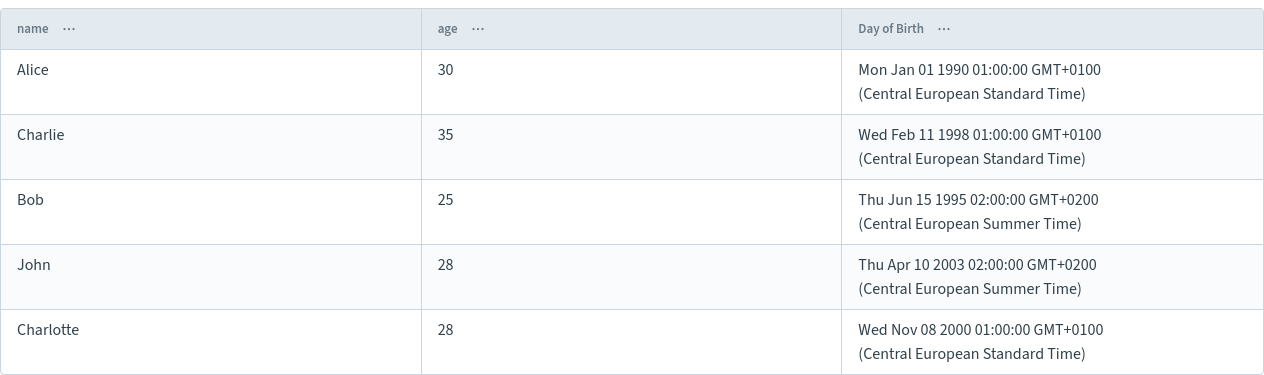 name ··· age ··· Day of Birth ···
Alice 30 Mon Jan 01 1990 01:00:00 GMT+0100
(Central European Standard Time)
Charlie 35 Wed Feb 11 1998 01:00:00 GMT+0100
(Central European Standard Time)
Bob 25 Thu Jun 15 1995 02:00:00 GMT+0200
(Central European Summer Time)
John 28 Thu Apr 10 2003 02:00:00 GMT+0200
(Central European Summer Time)
Charlotte 28 Wed Nov 08 2000 01:00:00 GMT+0100
(Central European Standard Time)